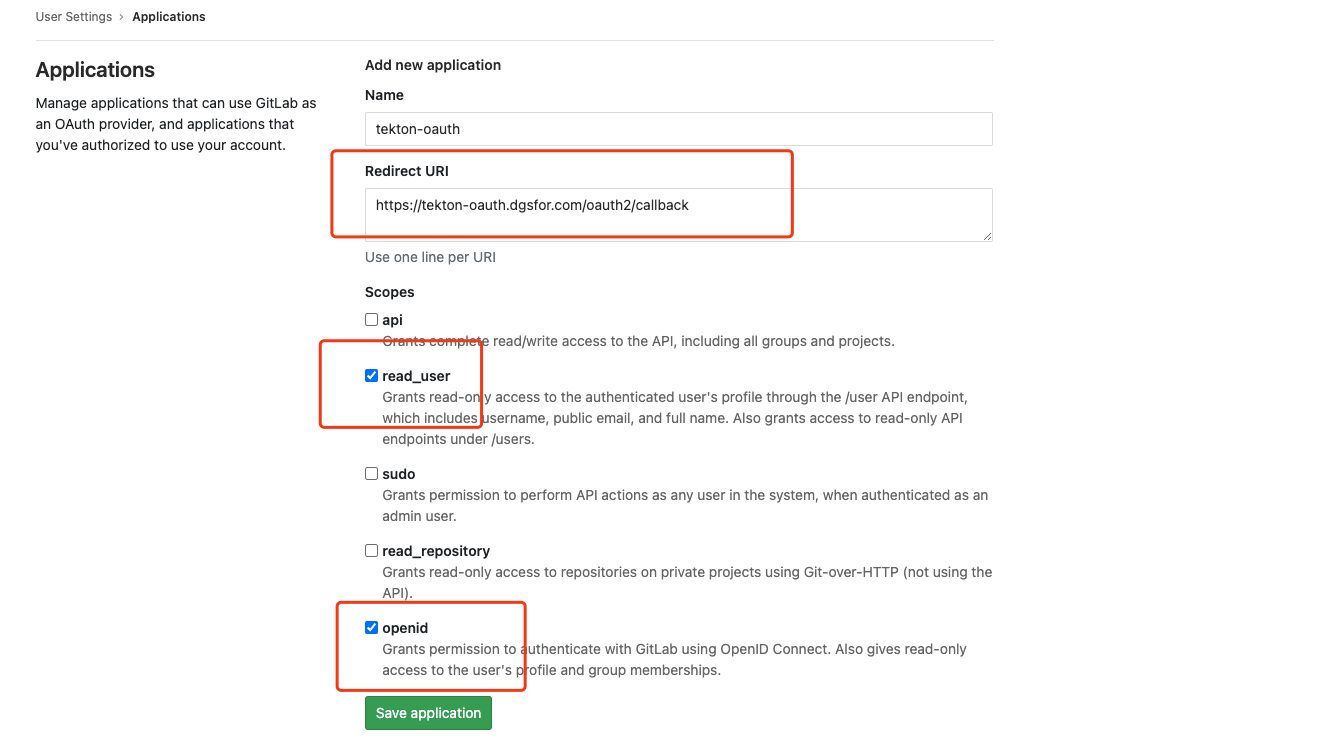 User Settings › Applications
Applications
Manage applications that can use GitLab as
an OAuth provider, and applications that
you've authorized to use your account.
Add new application
Name
tekton-oauth
Redirect URI
https://tekton-oauth.dgsfor.com/oauth2/callback
Use one line per URI
Scopes
api
Grants complete read/write access to the API, including all groups and projects.
read_user
Grants read-only access to the authenticated user's profile through the /user API endpoint,
which includes username, public email, and full name. Also grants access to read-only API
endpoints under /users.
sudo
Grants permission to perform API actions as any user in the system, when authenticated as an
admin user.
read_repository
Grants read-only access to repositories on private projects using Git-over-HTTP (not using the
API).
openid
Grants permission to authenticate with GitLab using OpenID Connect. Also gives read-only
access to the user's profile and group memberships.
Save application